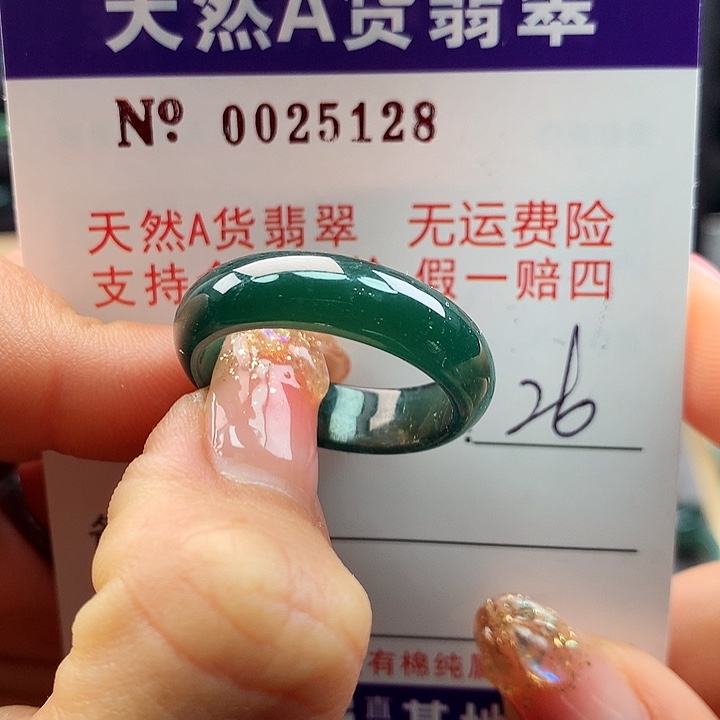 天然A货翡翠
Nº 0025128
天然A货翡翠 无运费险
支持 假一赔四
26
有棉纯